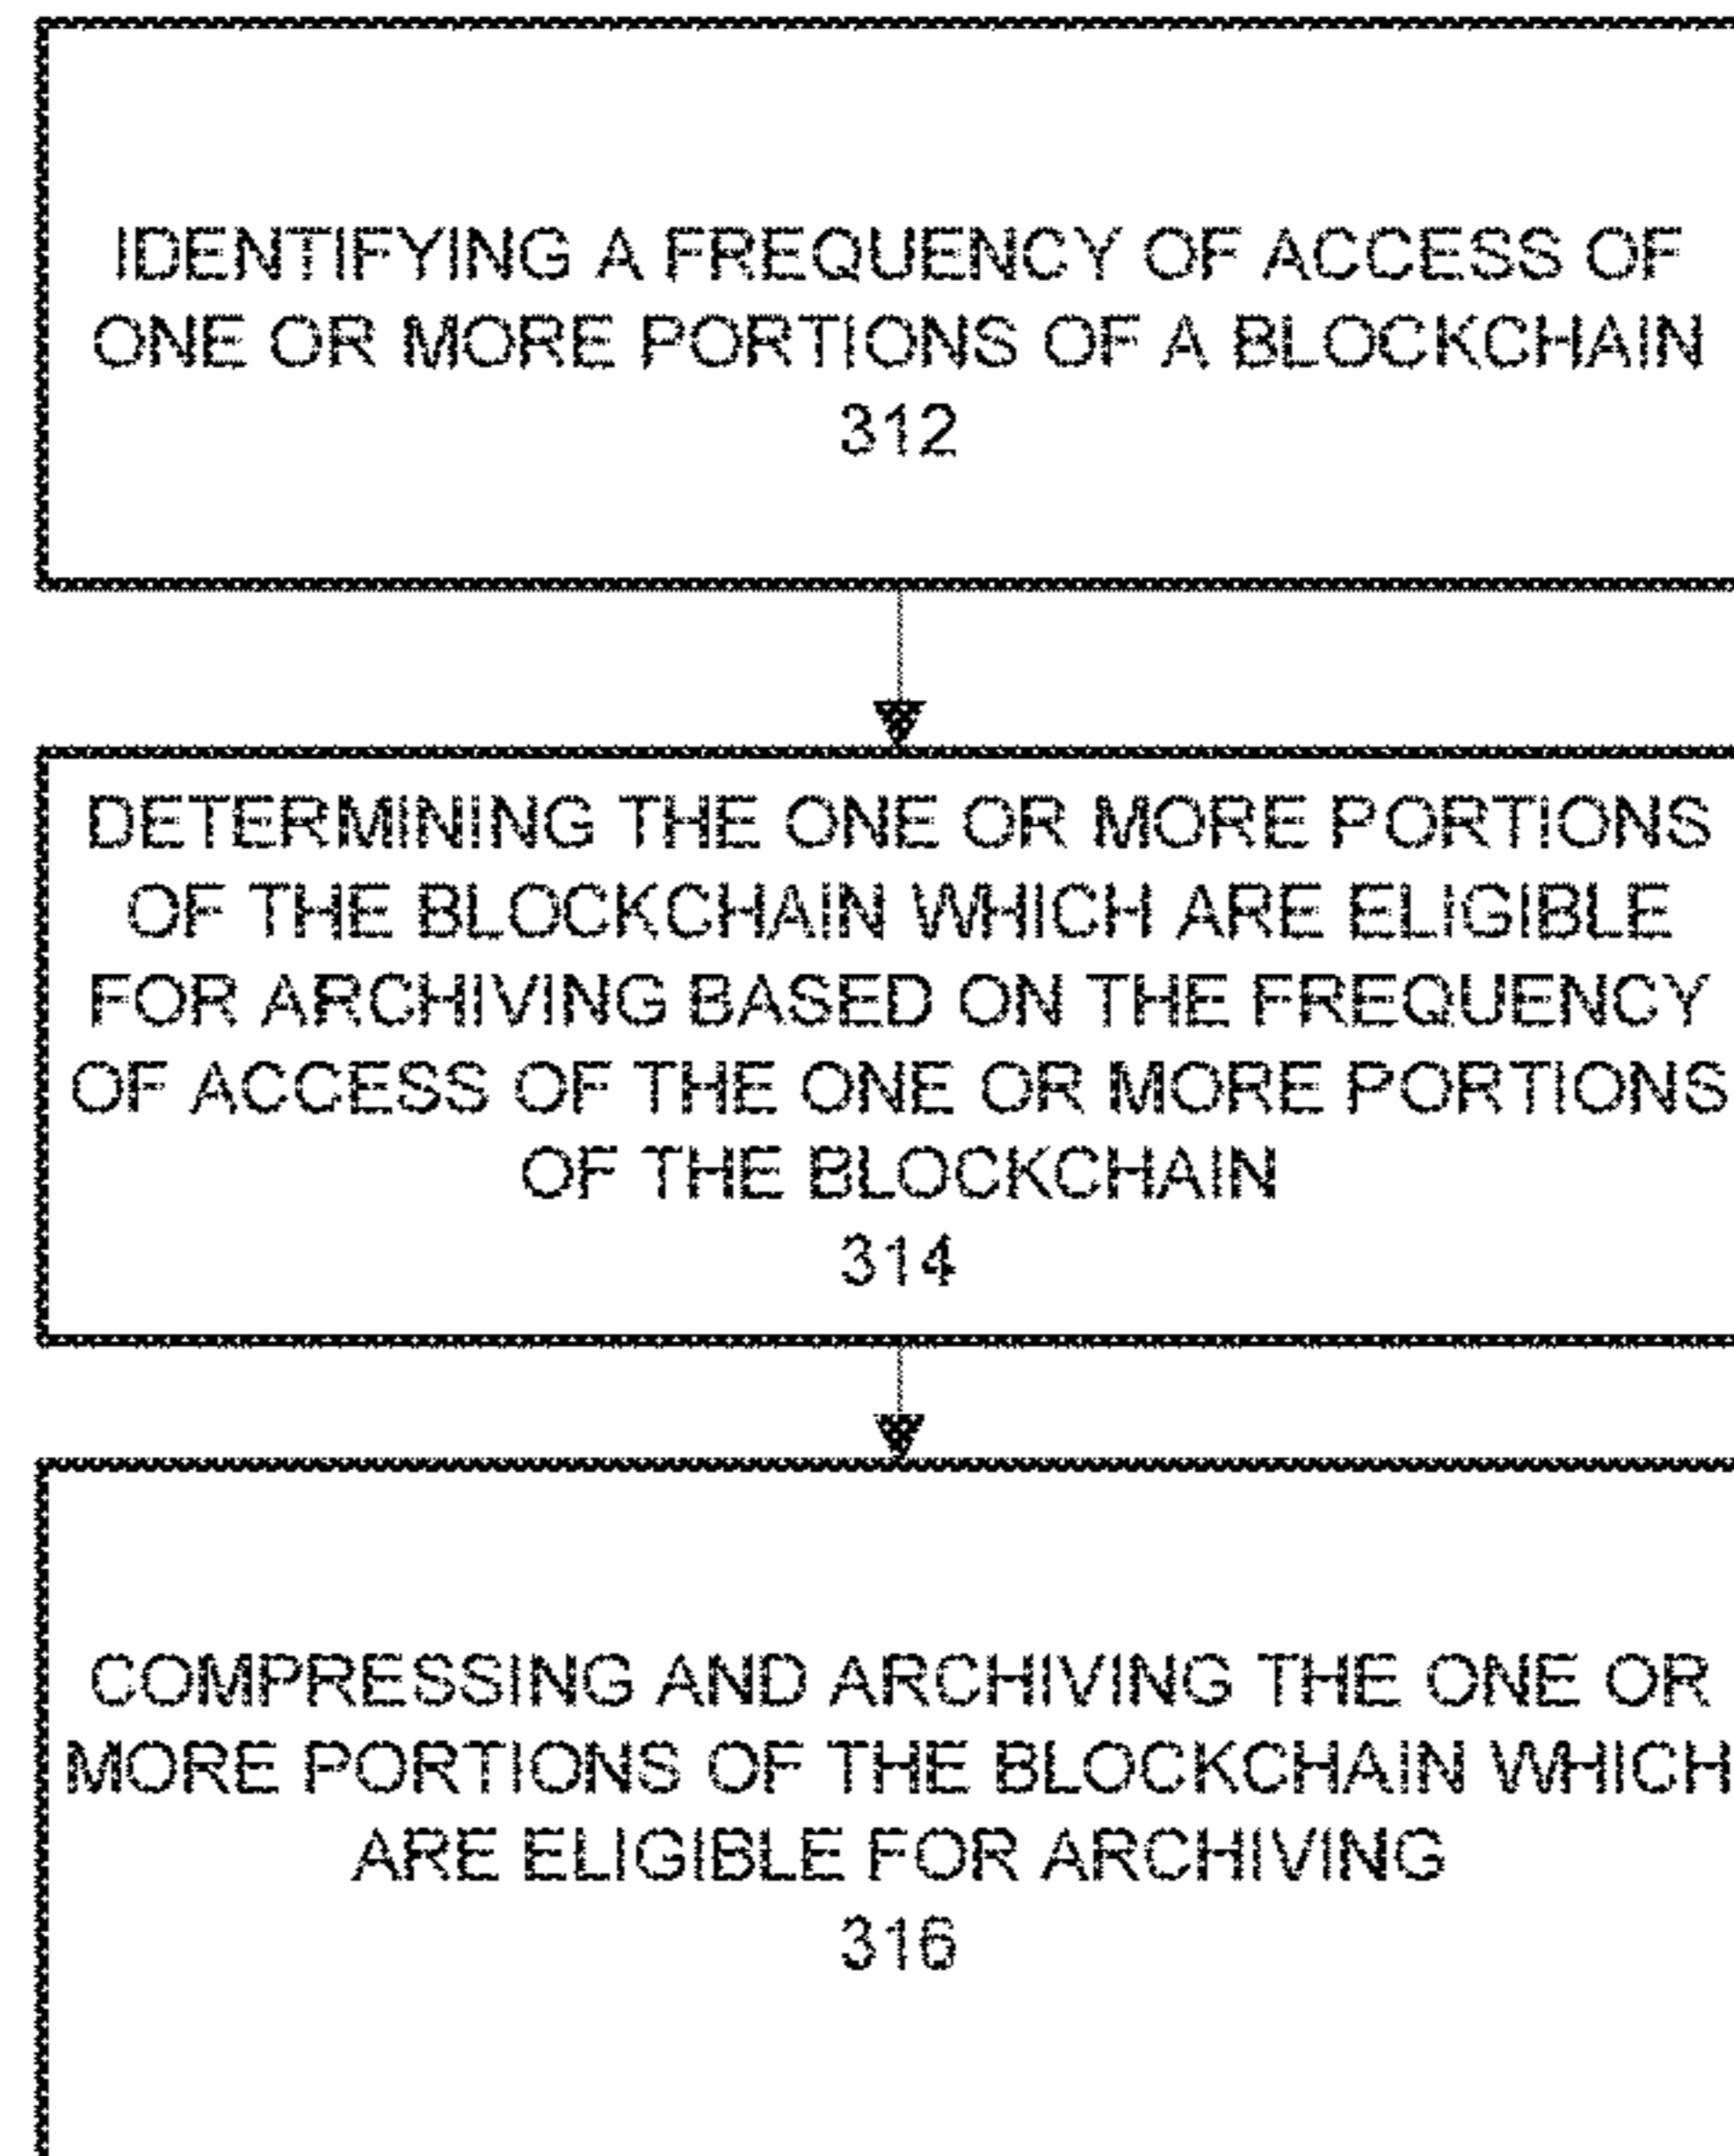 IDENTIFYING A FREQUENCY OF ACCESS OF
ONE OR MORE PORTIONS OF A BLOCKCHAIN
312
DETERMINING THE ONE OR MORE PORTIONS
OF THE BLOCKCHAIN WHICH ARE ELIGIBLE
FOR ARCHIVING BASED ON THE FREQUENCY
OF ACCESS OF THE ONE OR MORE PORTIONS
OF THE BLOCKCHAIN
314
COMPRESSING AND ARCHIVING THE ONE OR
MORE PORTIONS OF THE BLOCKCHAIN WHICH
ARE ELIGIBLE FOR ARCHIVING
316